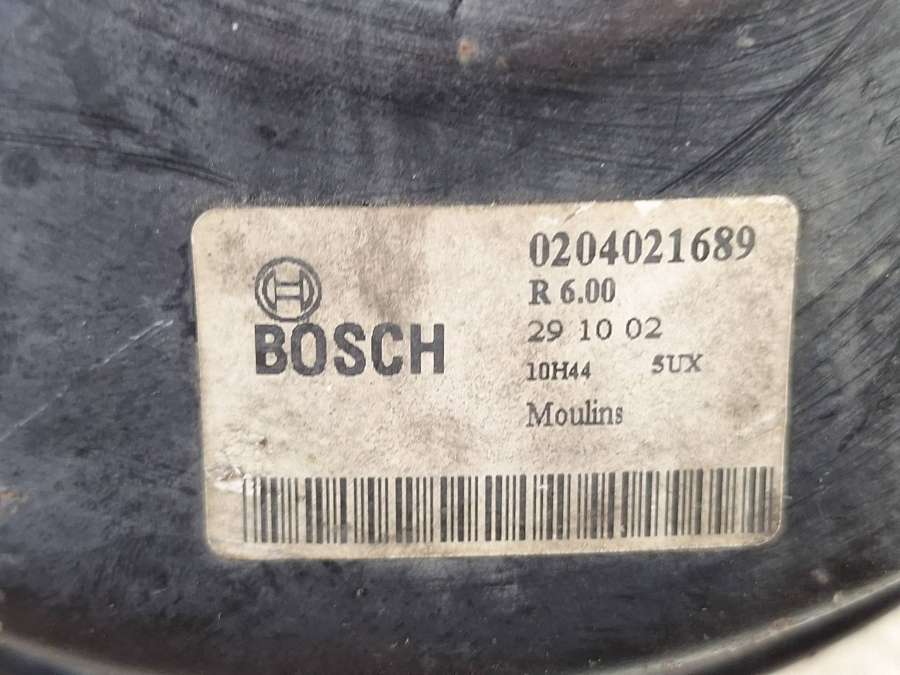 BOSCH
0204021689
R 6.00
29 10 02
10H44 5UX
Moulins